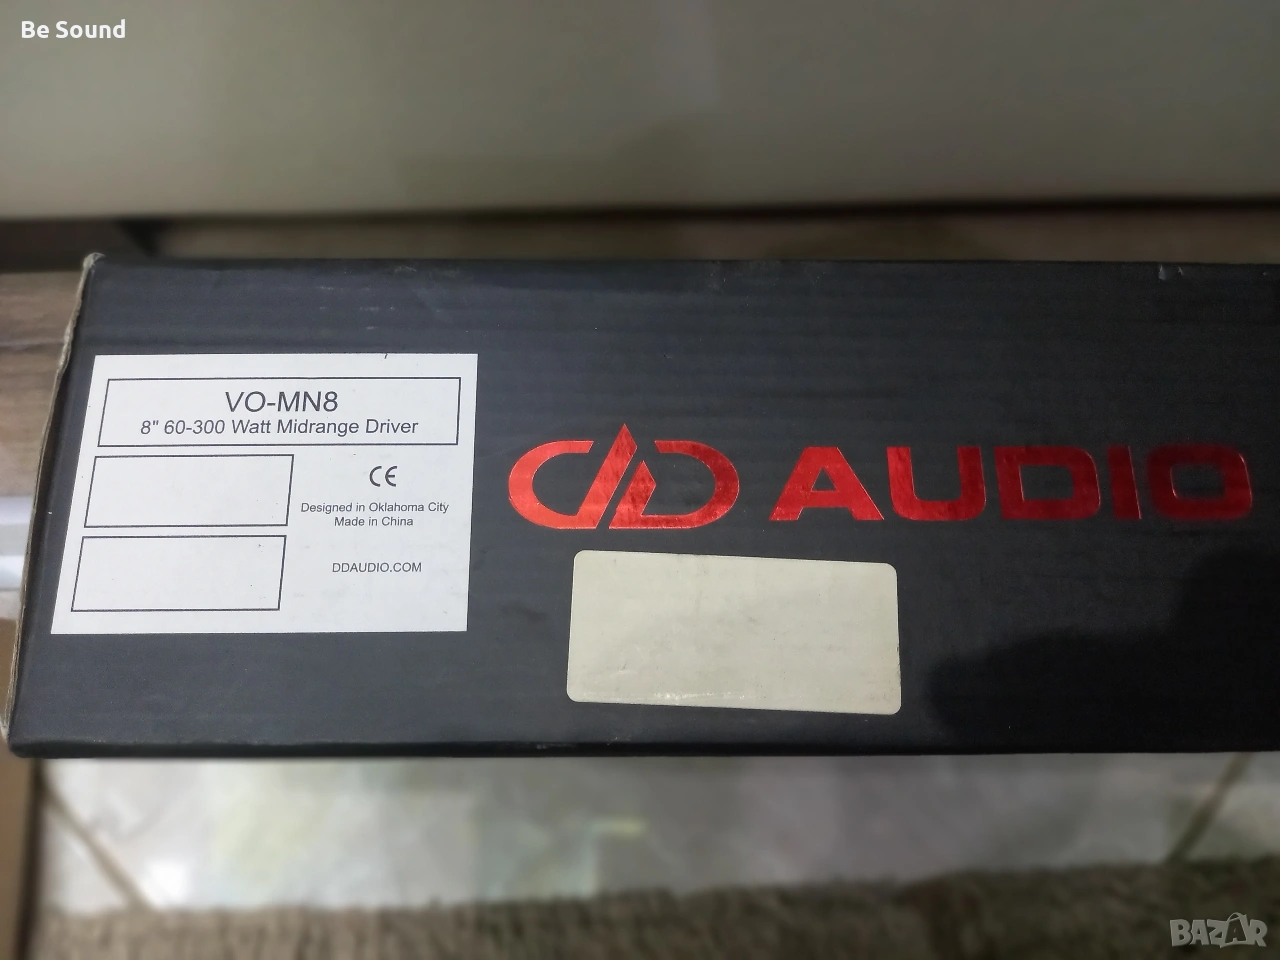 Be Sound
VO-MN8
8" 60-300 Watt Midrange Driver
CE
Designed in Oklahoma City
Made in China
DDAUDIO.COM
DD AUDIO
BAZAR